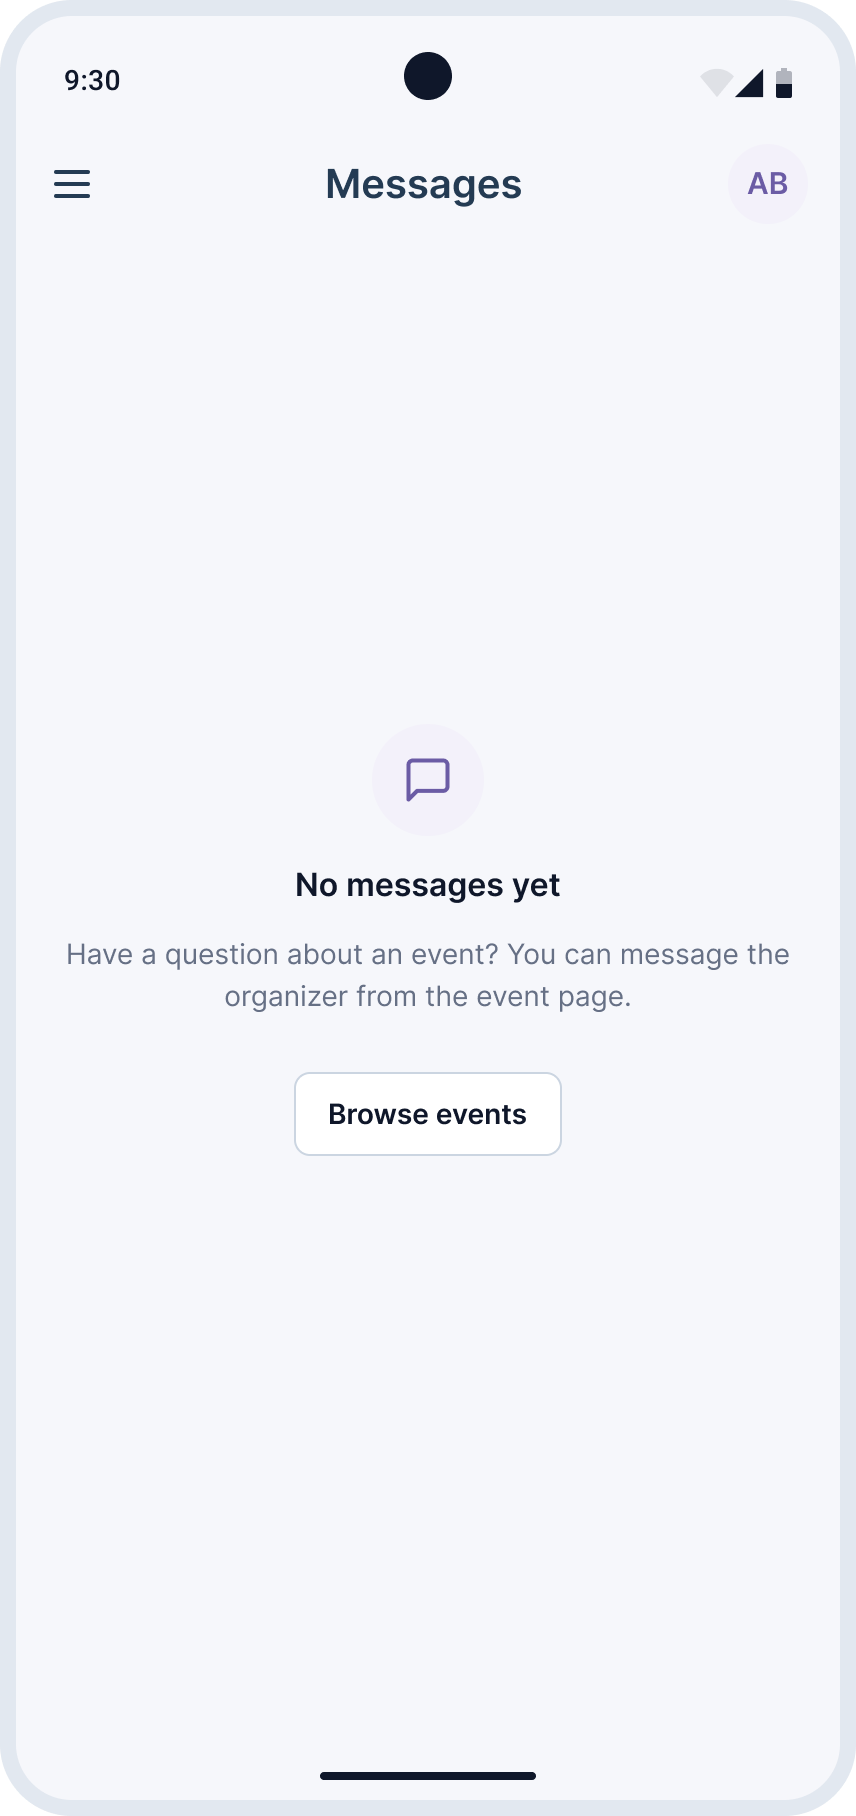 9:30
Messages
AB
No messages yet
Have a question about an event? You can message the
organizer from the event page.
Browse events